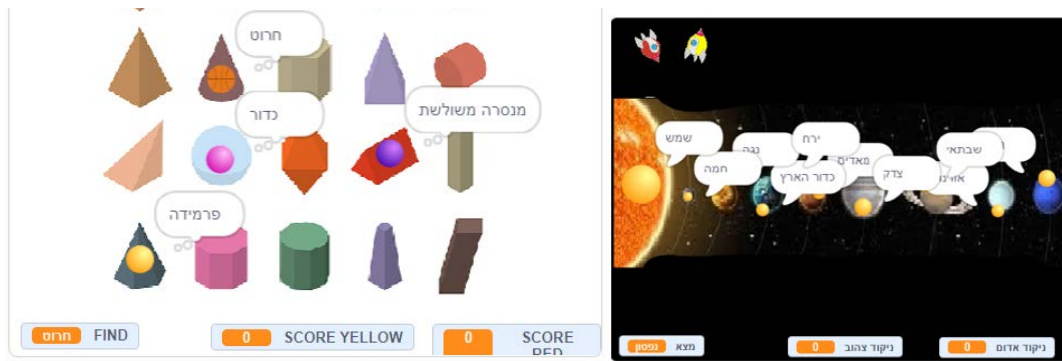 חרוט
כדור
מנסרה משולשת
פרמידה
FIND חרוט
SCORE YELLOW 0
SCORE RED 0
שמש
חמה
נגה
ירח
כדור הארץ
מאדים
צדק
שבתאי
מצא נפטון
ניקוד צהוב 0
ניקוד אדום 0